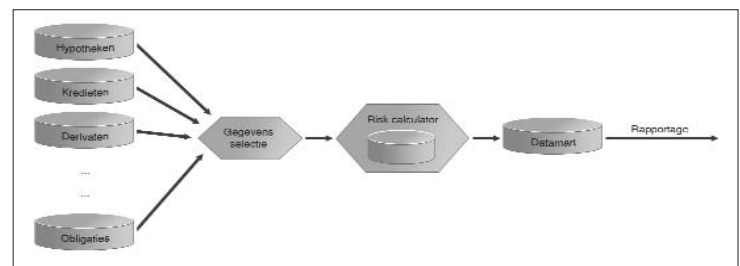 Hypotheken
Kredieten
Derivaten
...
...
Obligaties
Gegevens
selectie
Risk calculator
Datamart
Rapportage